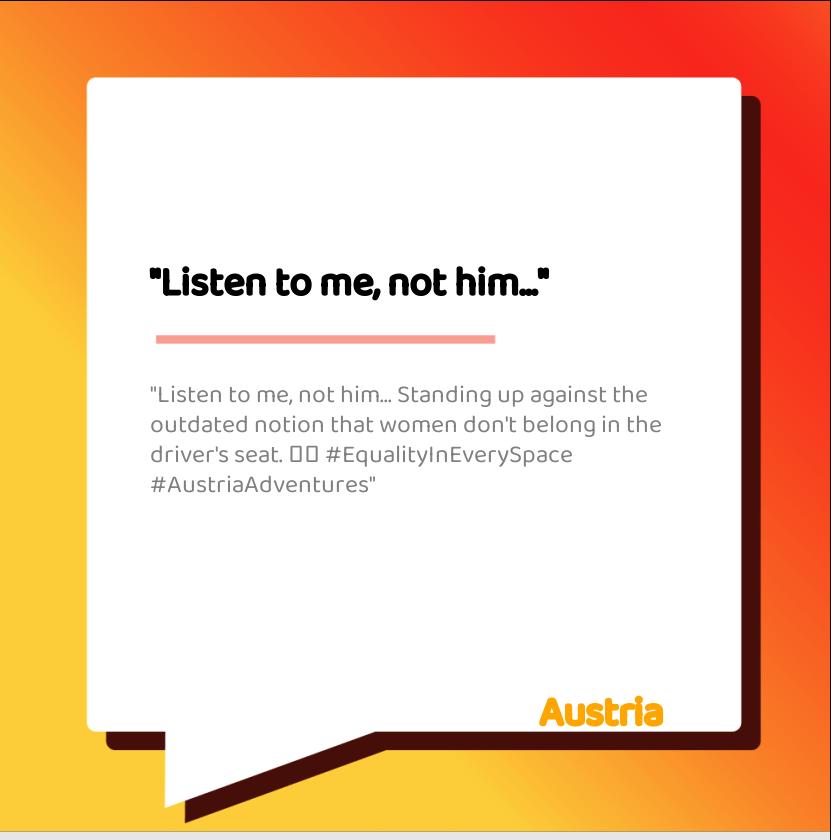 "Listen to me, not him..."
"Listen to me, not him... Standing up against the
outdated notion that women don't belong in the
driver's seat. #EqualityInEverySpace
#AustriaAdventures"
Austria